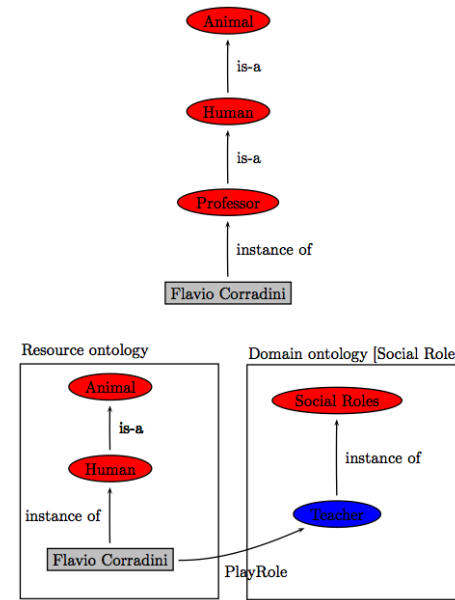 Animal
is-a
Human
is-a
Professor
instance of
Flavio Corradini
Resource ontology
Animal
is-a
Human
instance of
Flavio Corradini
Domain ontology [Social Role
Social Roles
instance of
Teacher
PlayRole